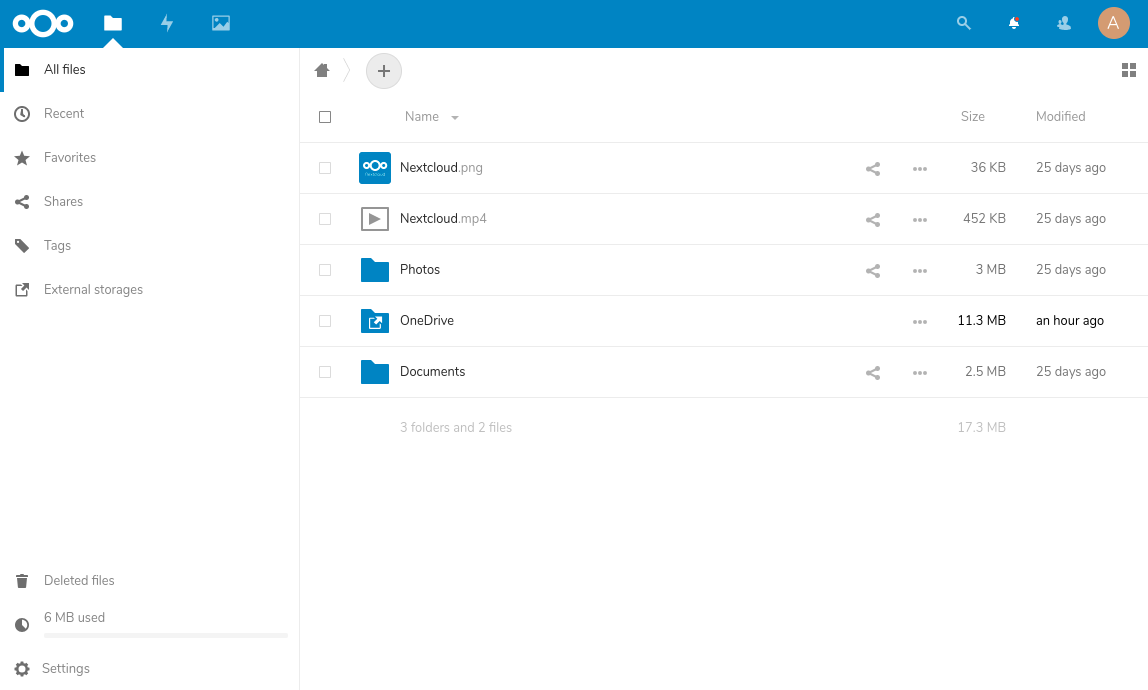 A
All files
Recent
Favorites
Shares
Tags
External storages
Deleted files
6 MB used
Settings
Name Size Modified
Nextcloud.png 36 KB 25 days ago
Nextcloud.mp4 452 KB 25 days ago
Photos 3 MB 25 days ago
OneDrive 11.3 MB an hour ago
Documents 2.5 MB 25 days ago
3 folders and 2 files 17.3 MB